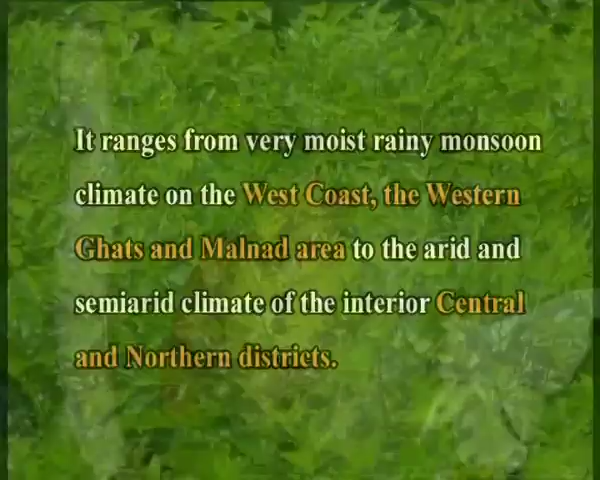 It ranges from very moist rainy monsoon
climate on the West Coast, the Western
Ghats and Malnad area to the arid and
semiarid climate of the interior Central
and Northern districts.